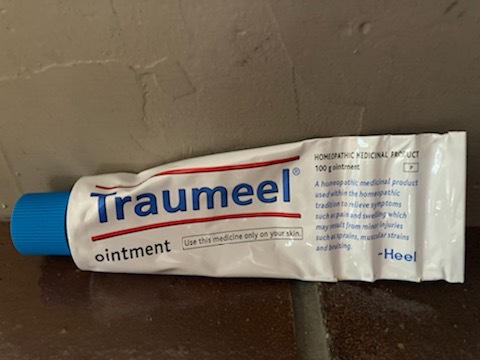 Traumeel®
ointment
Use this medicine only on your skin.
HOMEOPATHIC MEDICINAL PRODUCT
100 g ointment
P
A homeopathic medicinal product
used within the homeopathic
tradition to relieve symptoms
such as pain and swelling which
may result from minor injuries
such as sprains, muscular strains
and bruising.
-Heel